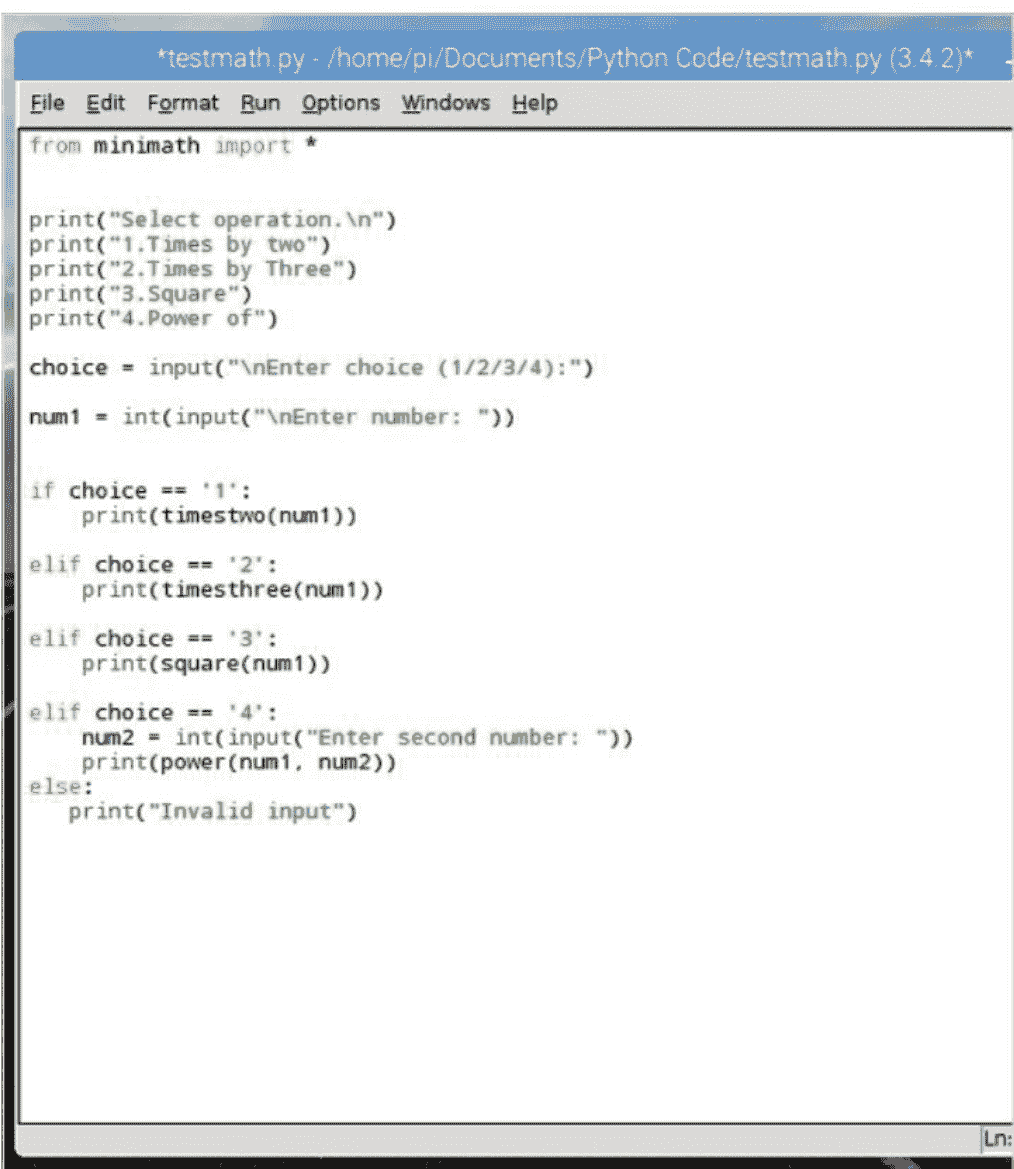 *testmath.py - /home/pi/Documents/Python Code/testmath.py (3.4.2)*
File Edit Format Run Options Windows Help
from minimath import *
print("Select operation.\n")
print("1.Times by two")
print("2.Times by Three")
print("3.Square")
print("4.Power of")
choice = input("\nEnter choice (1/2/3/4):")
num1 = int(input("\nEnter number: "))
if choice == '1':
    print(timestwo(num1))
elif choice == '2':
    print(timesthree(num1))
elif choice == '3':
    print(square(num1))
elif choice == '4':
    num2 = int(input("Enter second number: "))
    print(power(num1, num2))
else:
   print("Invalid input")
Ln: